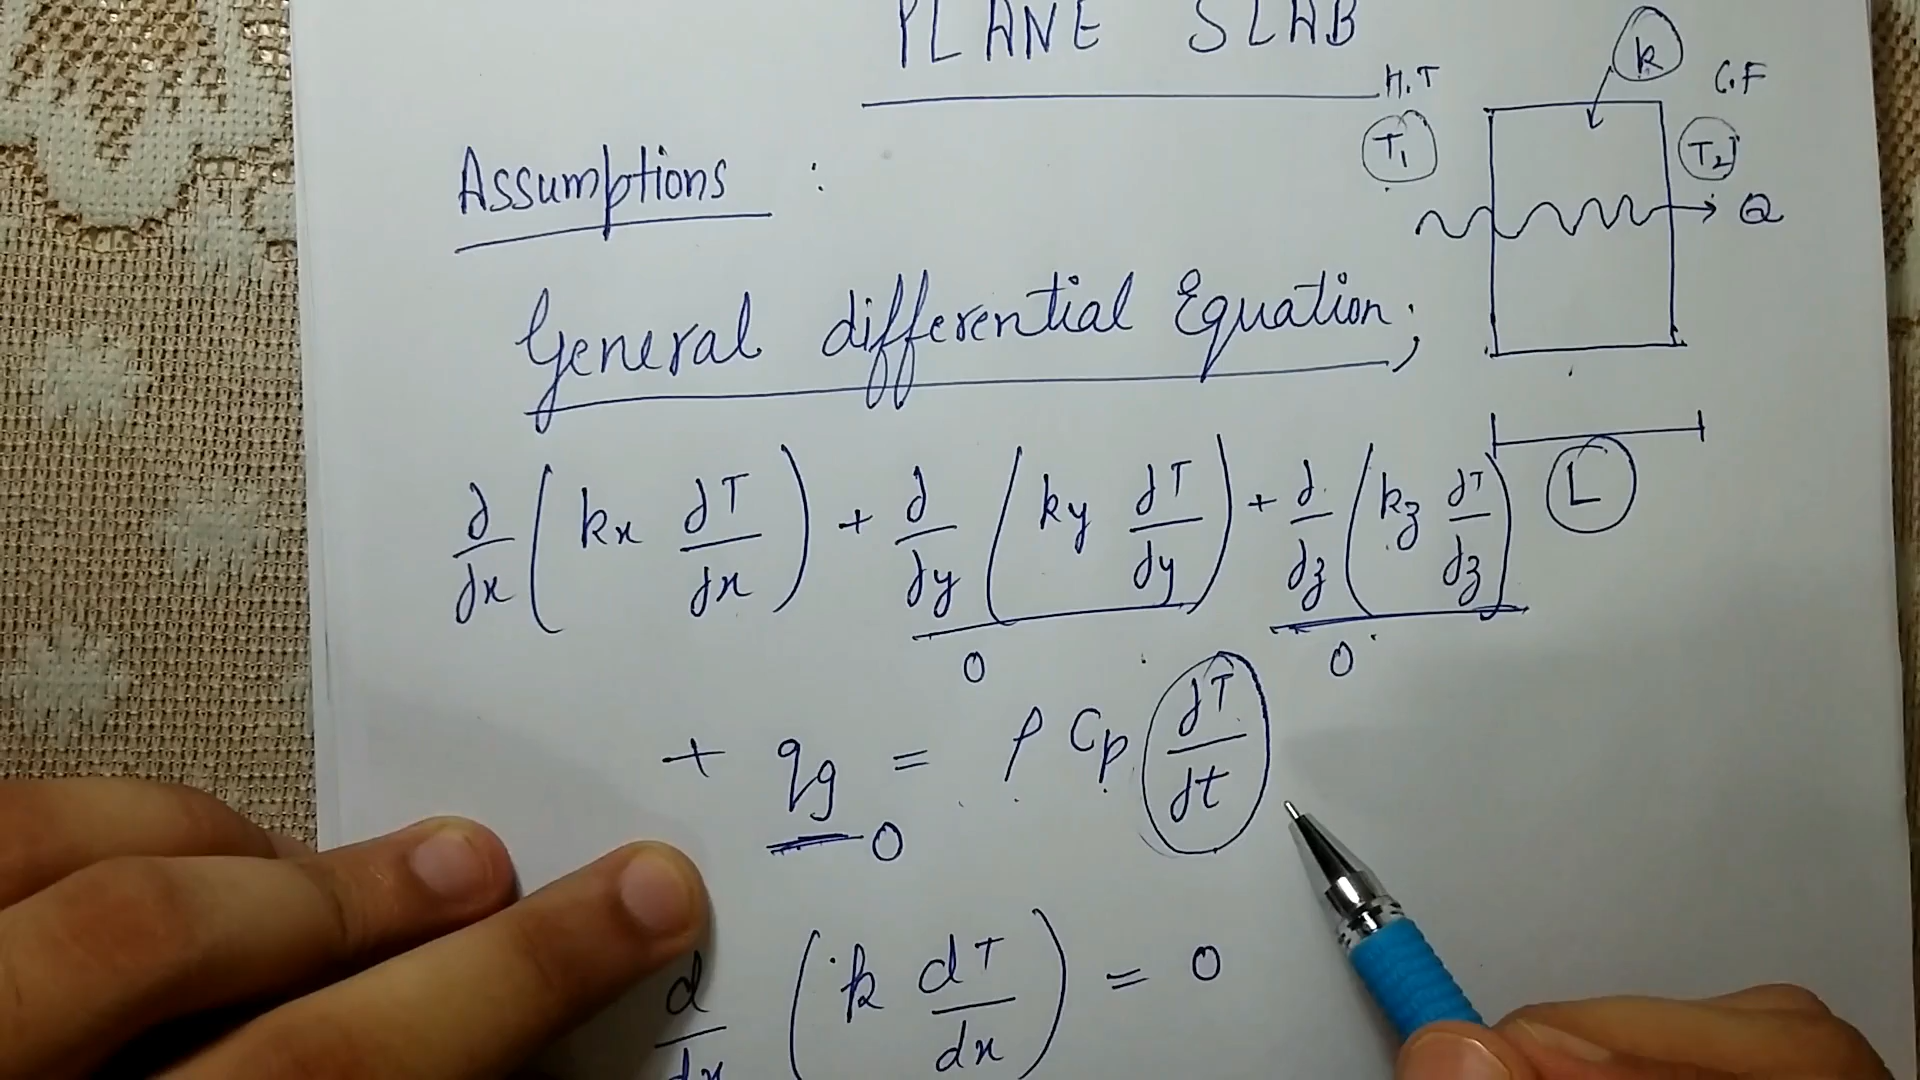 PLANE SLAB
H.T k C.F
T₁ T₂
Q
Assumptions :
General differential Equation;
L
∂/∂x ( kx ∂T/∂x ) + ∂/∂y ( ky ∂T/∂y ) + ∂/∂z ( kz ∂T/∂z )
0 0
+ qg = ρ Cp ∂T/∂t
0
d/dx ( k dT/dx ) = 0